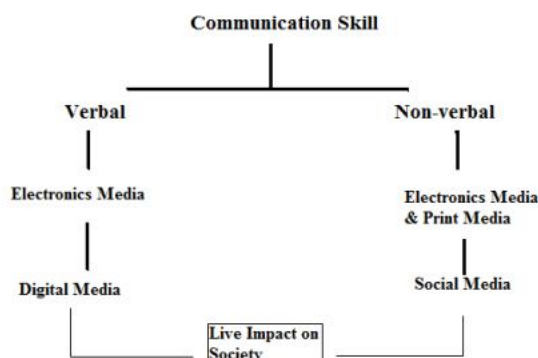 Communication Skill
Verbal
Non-verbal
Electronics Media
Electronics Media
& Print Media
Digital Media
Social Media
Live Impact on
Society